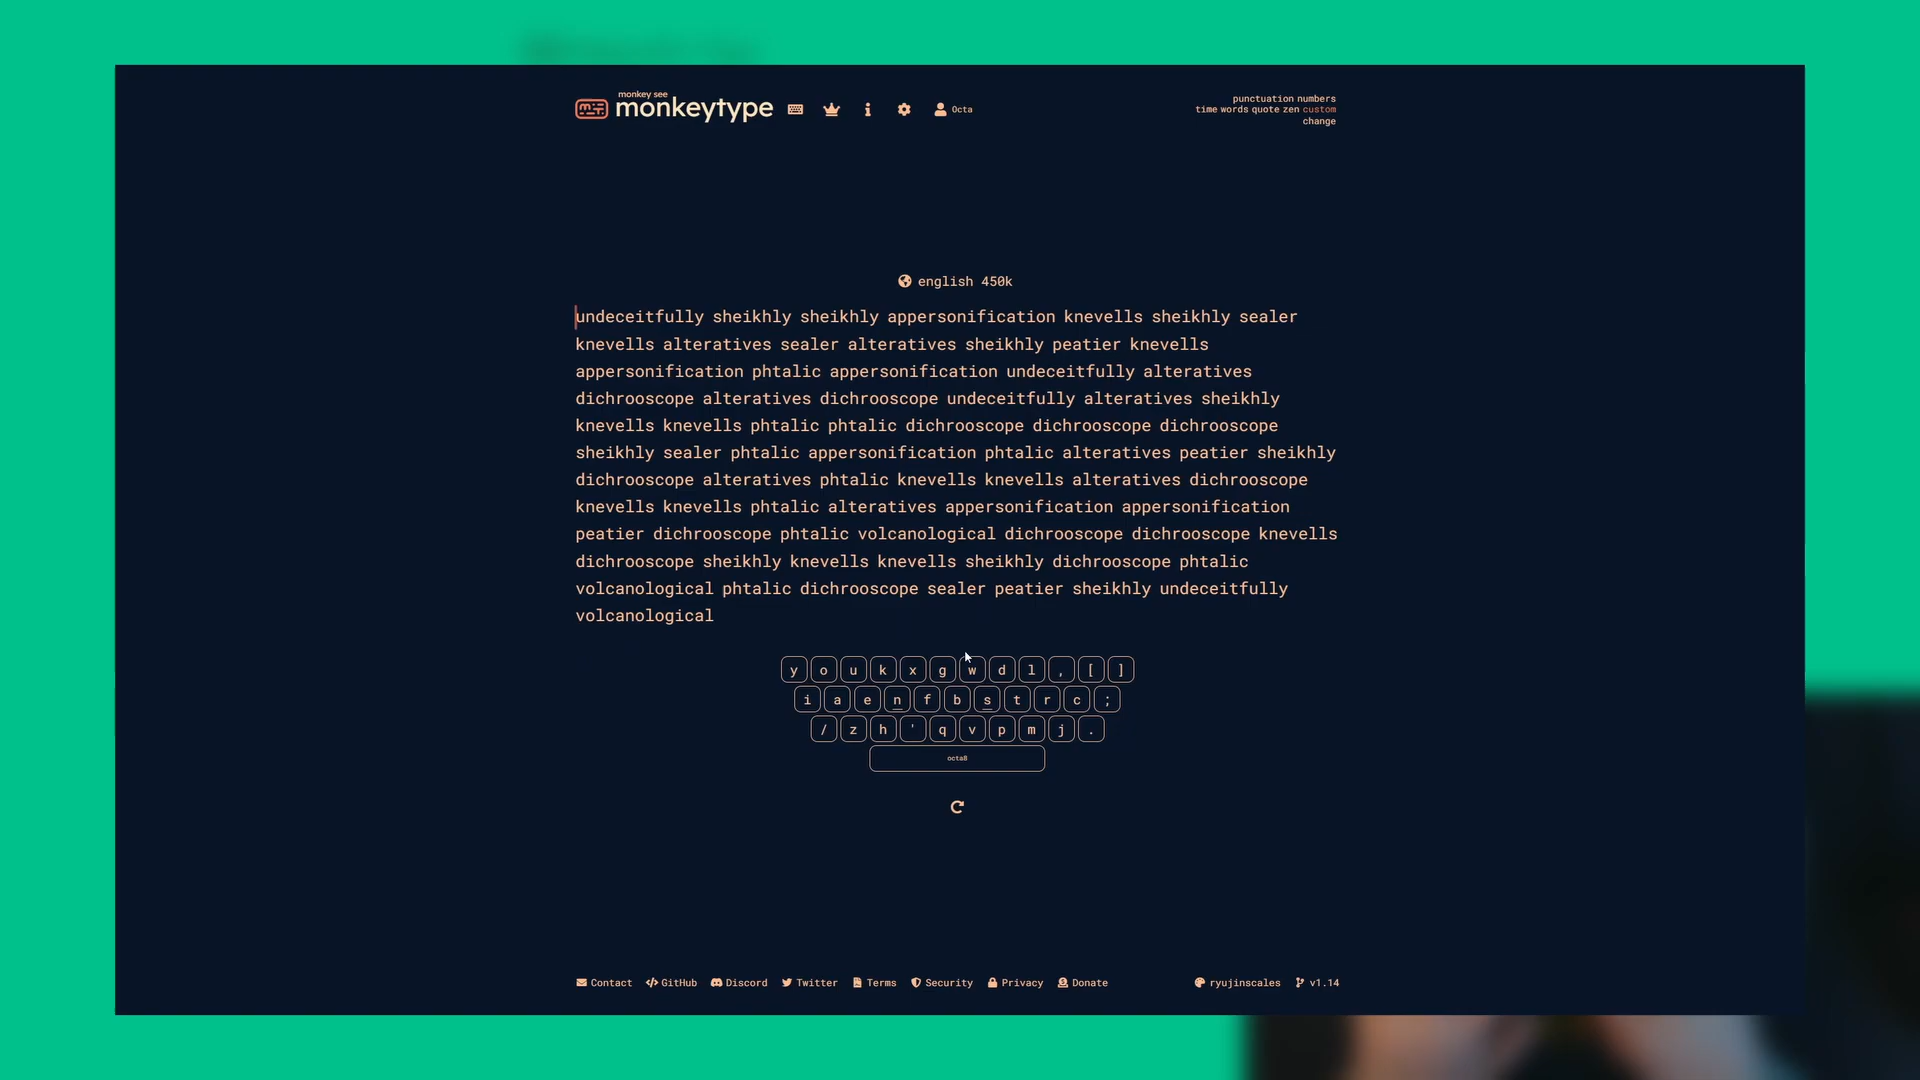 monkey see
monkeytype
Octa
punctuation numbers
time words quote zen custom
change
english 450k
undeceitfully sheikhly sheikhly appersonification knevells sheikhly sealer
knevells alteratives sealer alteratives sheikhly peatier knevells
appersonification phtalic appersonification undeceitfully alteratives
dichrooscope alteratives dichrooscope undeceitfully alteratives sheikhly
knevells knevells phtalic phtalic dichrooscope dichrooscope dichrooscope
sheikhly sealer phtalic appersonification phtalic alteratives peatier sheikhly
dichrooscope alteratives phtalic knevells knevells alteratives dichrooscope
knevells knevells phtalic alteratives appersonification appersonification
peatier dichrooscope phtalic volcanological dichrooscope dichrooscope knevells
dichrooscope sheikhly knevells knevells sheikhly dichrooscope phtalic
volcanological phtalic dichrooscope sealer peatier sheikhly undeceitfully
volcanological
y o u k x g w d l , [ ]
i a e n f b s t r c ;
/ z h ' q v p m j .
octa8
Contact GitHub Discord Twitter Terms Security Privacy Donate ryujinscales v1.14